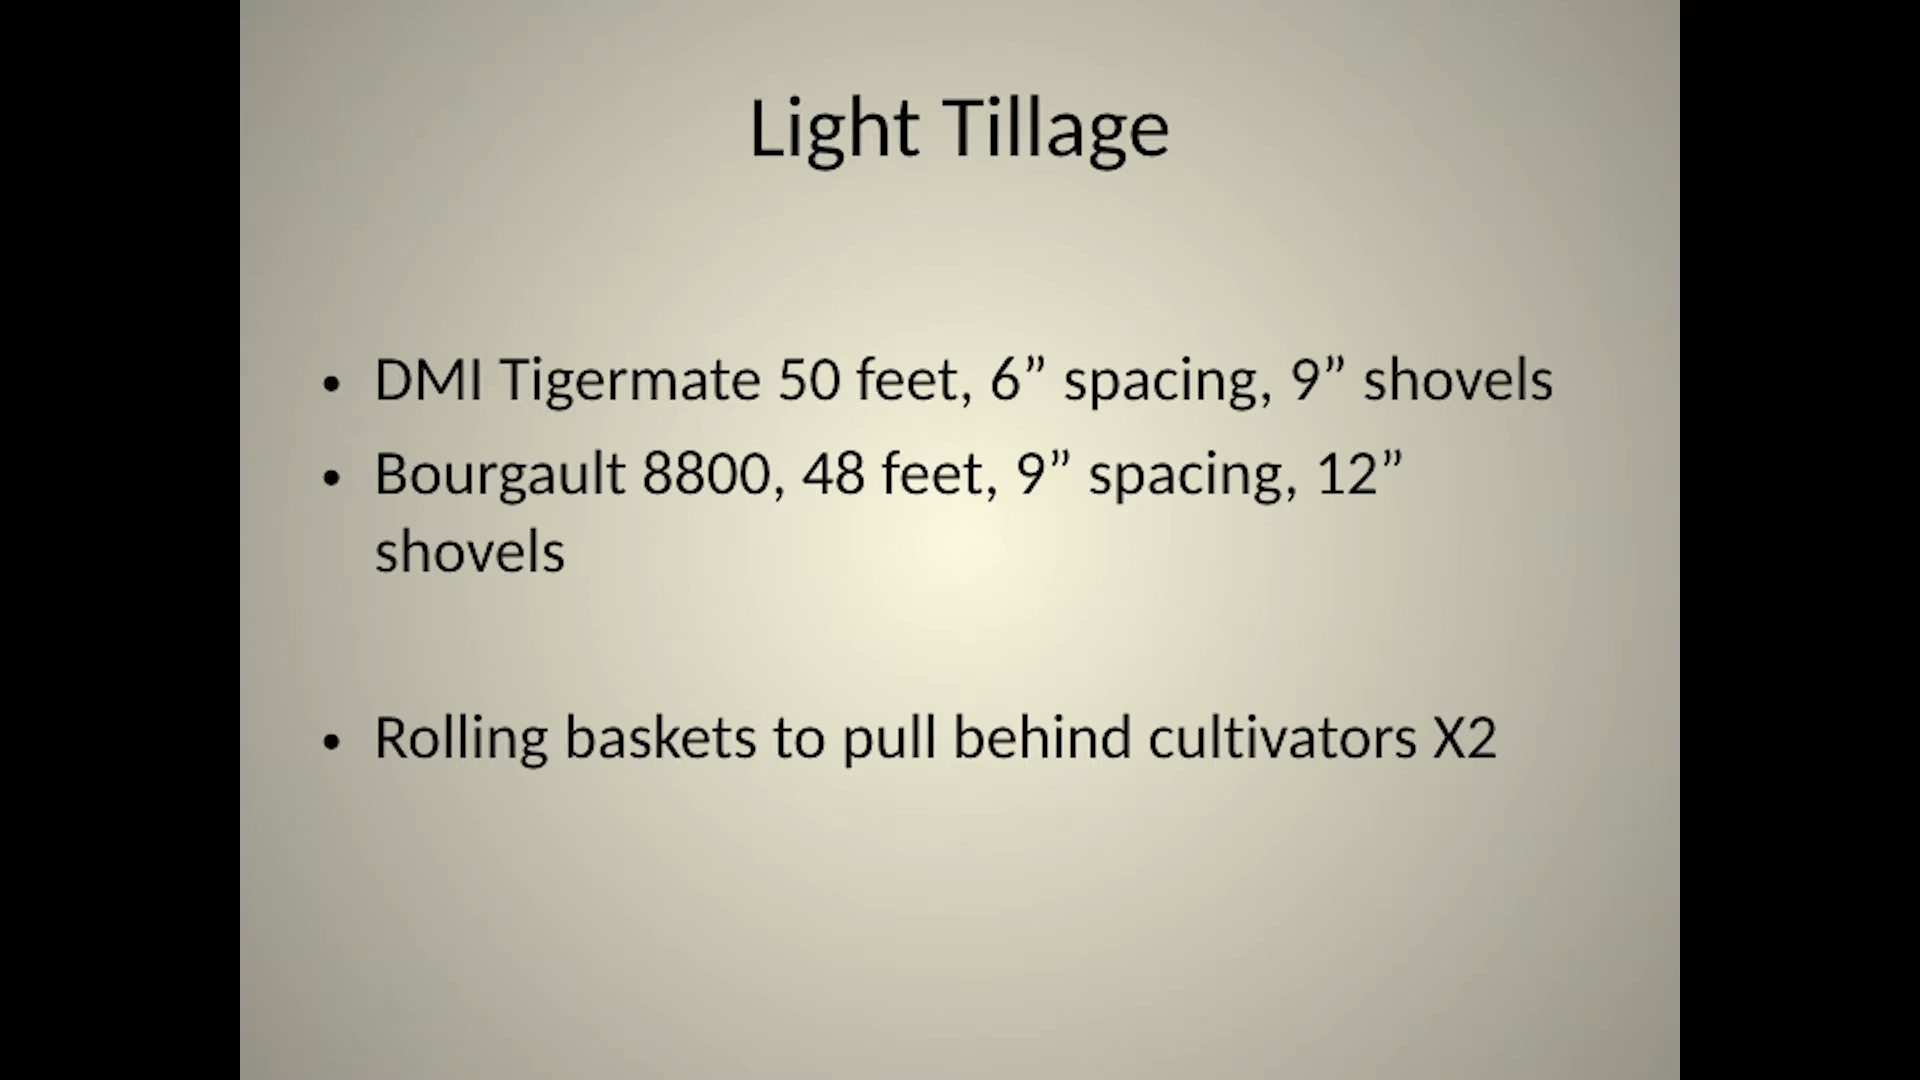 Light Tillage
• DMI Tigermate 50 feet, 6” spacing, 9” shovels
• Bourgault 8800, 48 feet, 9” spacing, 12”
shovels
• Rolling baskets to pull behind cultivators X2